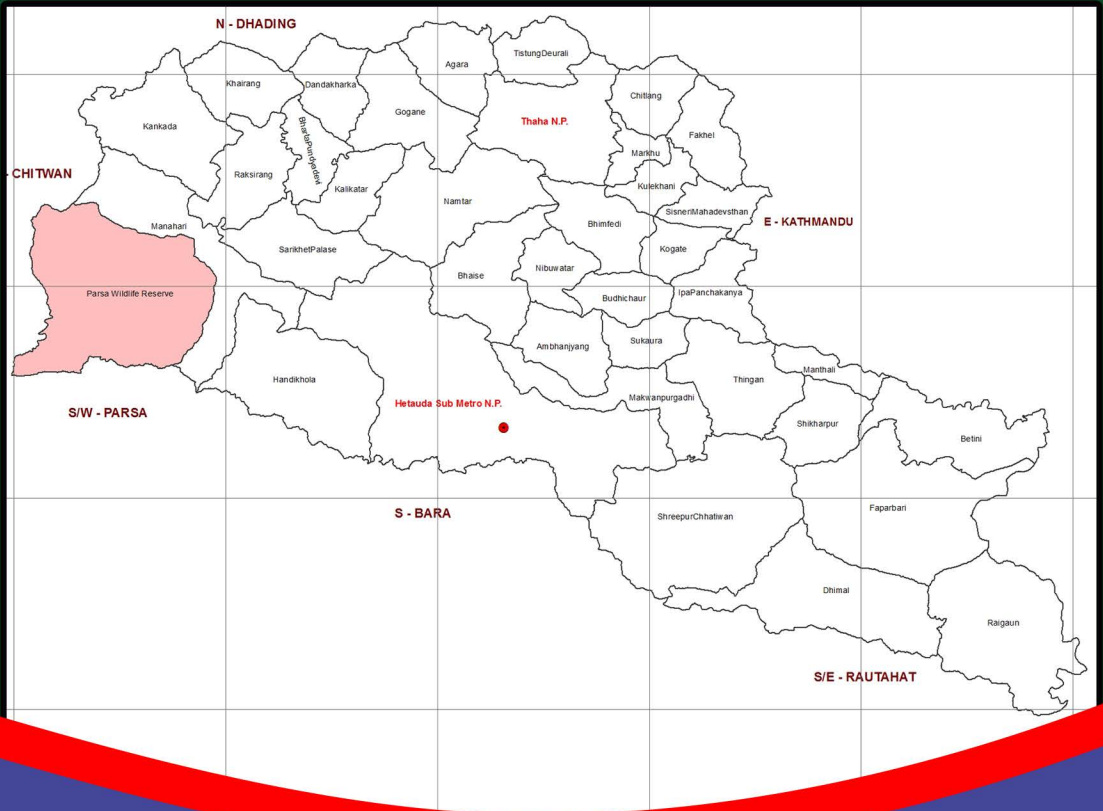 N - DHADING
TistungDeurali
Agara
Khairang
Dandakharka
Chitlang
Gogane
Thaha N.P.
Kankada
Fakhel
BhartaPundyadevi
Markhu
- CHITWAN
Raksirang
Kalikatar
Kulekhani
Namtar
SisneriMahadevsthan
E - KATHMANDU
Manahari
Bhimfedi
SarikhetPalase
Kogate
Nibuwatar
Bhaise
Parsa Wildlife Reserve
Budhichaur
IpaPanchakanya
Ambhanjyang
Sukaura
Manthali
Handikhola
Thingan
Makwanpurgadhi
Hetauda Sub Metro N.P.
S/W - PARSA
Shikharpur
Betini
S - BARA
ShreepurChhatiwan
Faparbari
Dhimal
Raigaun
S/E - RAUTAHAT